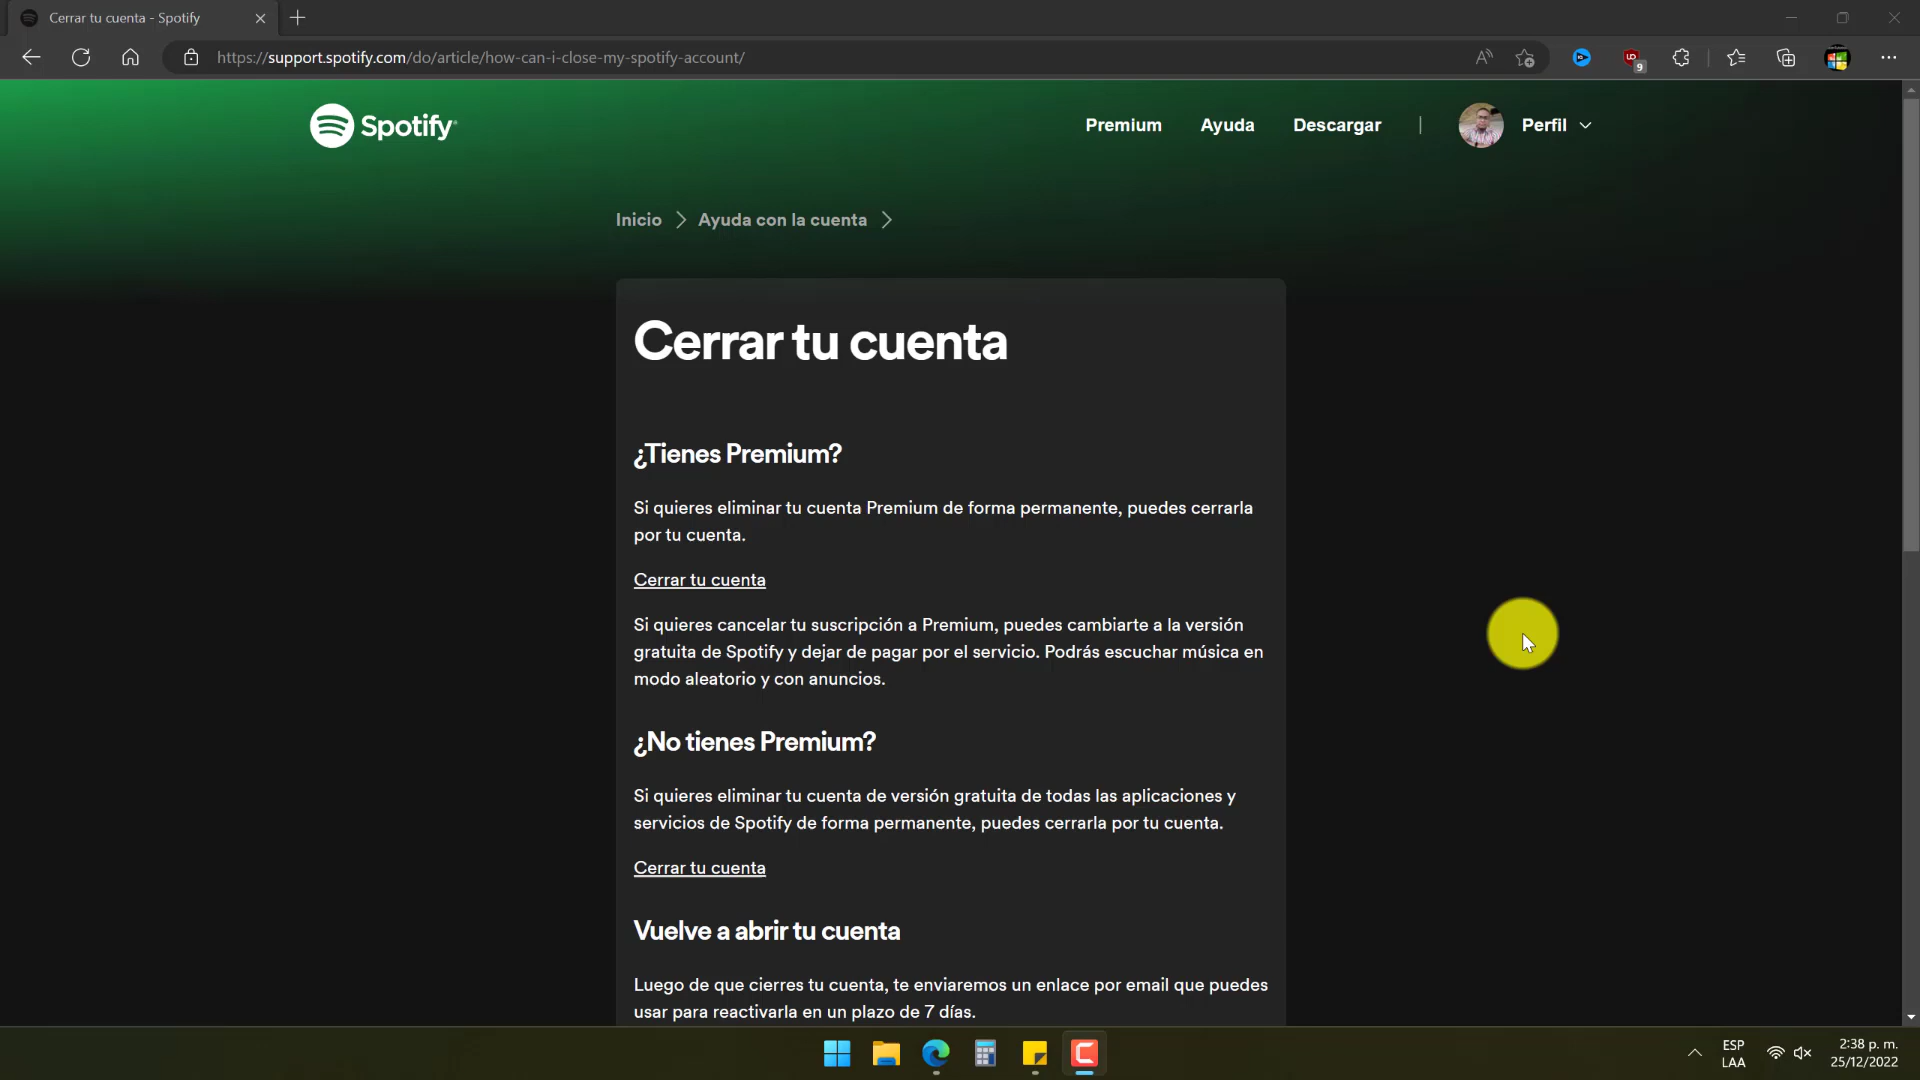 Cerrar tu cuenta - Spotify
https://support.spotify.com/do/article/how-can-i-close-my-spotify-account/
9
Spotify
Premium
Ayuda
Descargar
Perfil
Inicio
Ayuda con la cuenta
Cerrar tu cuenta
¿Tienes Premium?
Si quieres eliminar tu cuenta Premium de forma permanente, puedes cerrarla
por tu cuenta.
Cerrar tu cuenta
Si quieres cancelar tu suscripción a Premium, puedes cambiarte a la versión
gratuita de Spotify y dejar de pagar por el servicio. Podrás escuchar música en
modo aleatorio y con anuncios.
¿No tienes Premium?
Si quieres eliminar tu cuenta de versión gratuita de todas las aplicaciones y
servicios de Spotify de forma permanente, puedes cerrarla por tu cuenta.
Cerrar tu cuenta
Vuelve a abrir tu cuenta
Luego de que cierres tu cuenta, te enviaremos un enlace por email que puedes
usar para reactivarla en un plazo de 7 días.
ESP
LAA
2:38 p. m.
25/12/2022